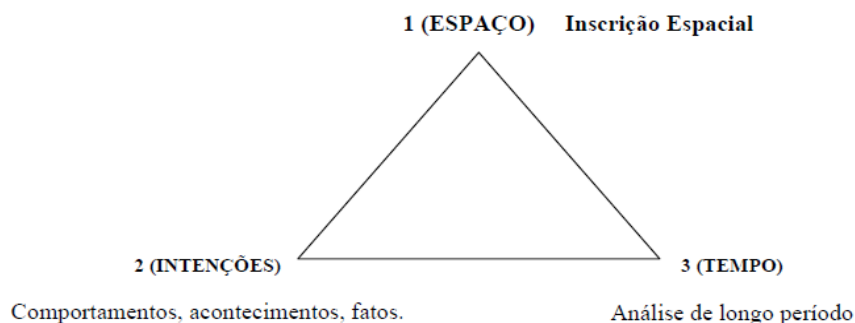 1 (ESPAÇO) Inscrição Espacial
2 (INTENÇÕES) 3 (TEMPO)
Comportamentos, acontecimentos, fatos. Análise de longo período